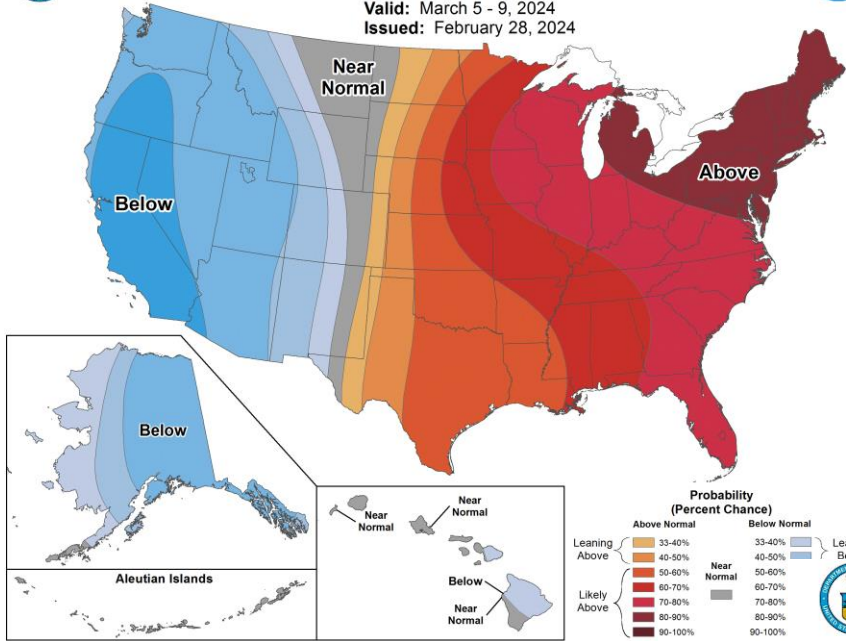 Valid: March 5 - 9, 2024
Issued: February 28, 2024
Near
Normal
Above
Below
Below
Aleutian Islands
Near
Normal
Near
Normal
Below
Near
Normal
Probability
(Percent Chance)
Above Normal
Below Normal
Leaning
Above
33-40%
40-50%
Likely
Above
50-60%
60-70%
70-80%
80-90%
90-100%
Near
Normal
33-40%
40-50%
50-60%
60-70%
70-80%
80-90%
90-100%
Lea
Be